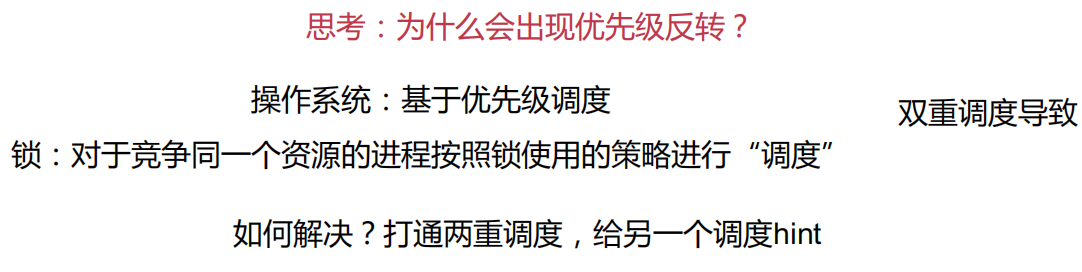 思考：为什么会出现优先级反转？
操作系统：基于优先级调度
双重调度导致
锁：对于竞争同一个资源的进程按照锁使用的策略进行“调度”
如何解决？打通两重调度，给另一个调度hint